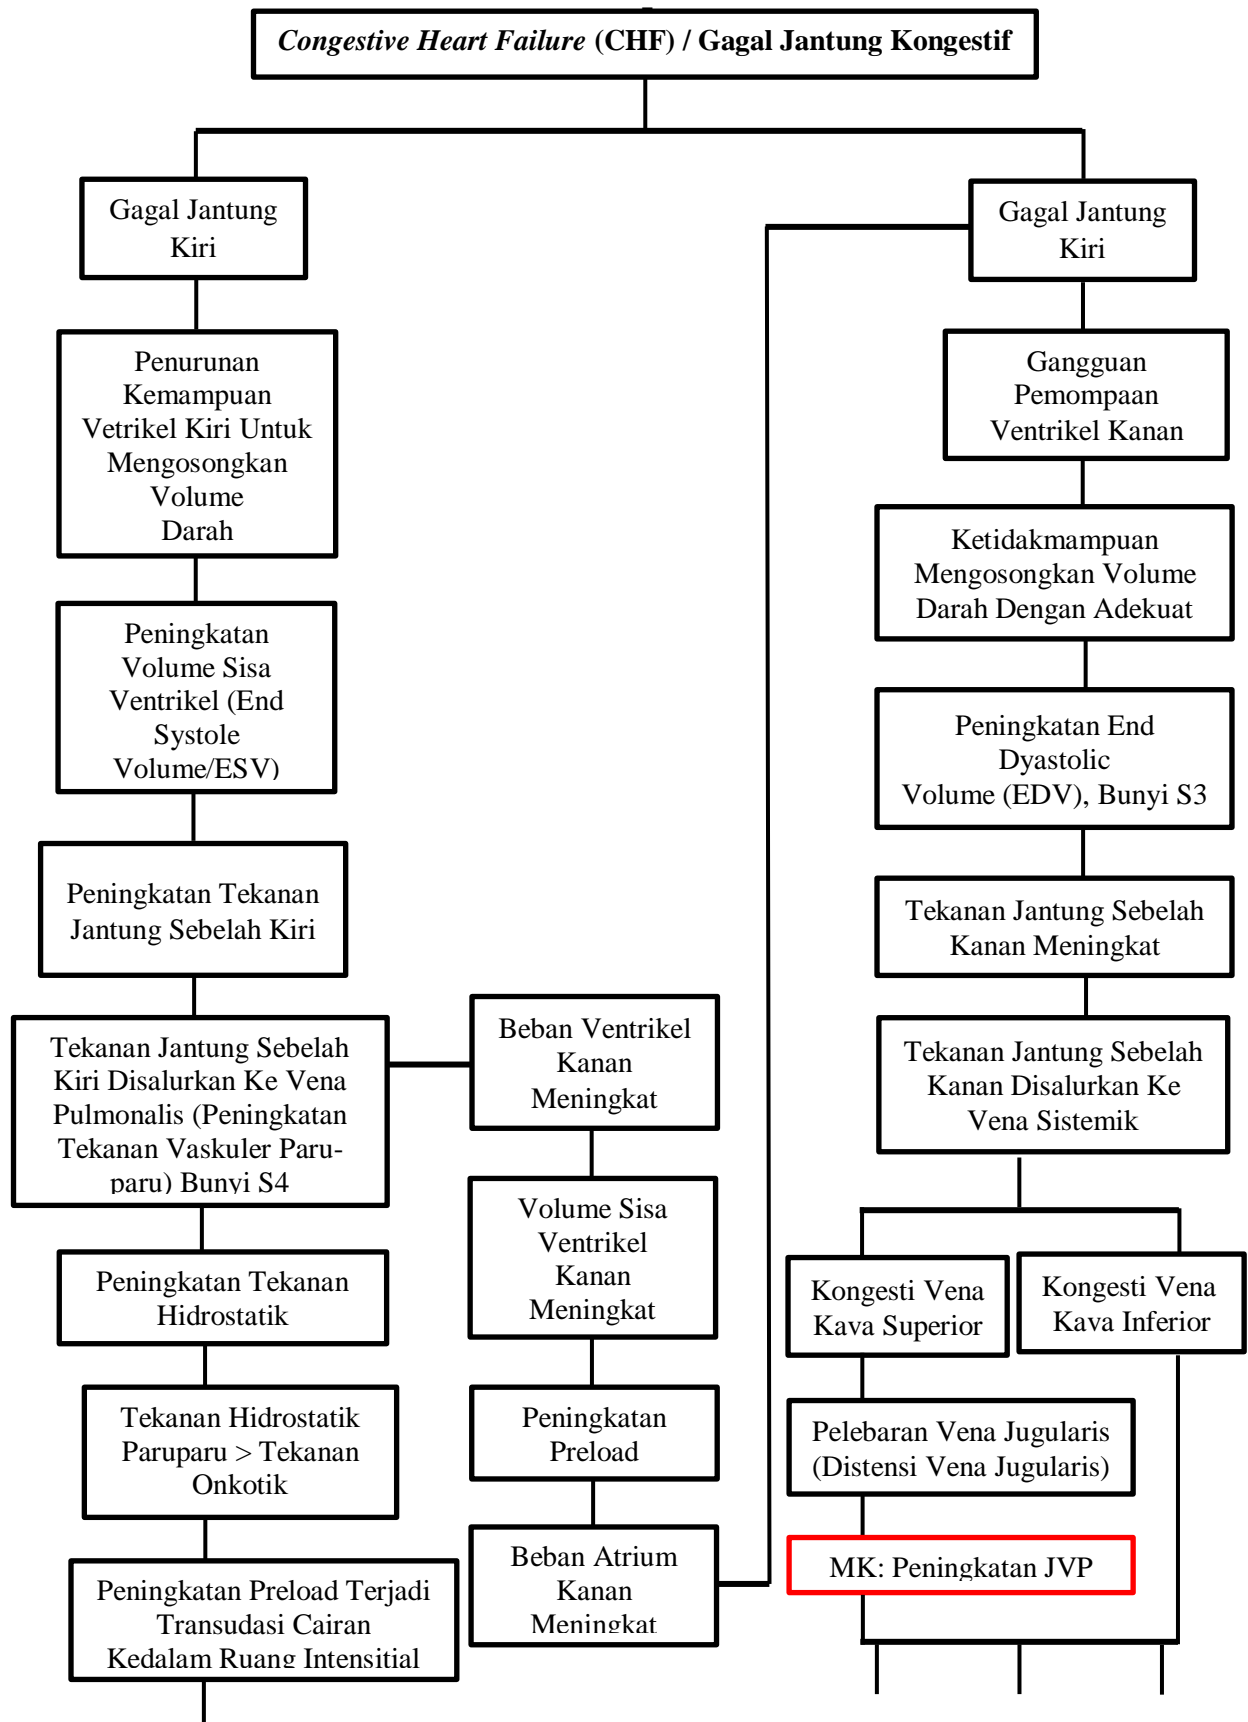 Congestive Heart Failure (CHF) / Gagal Jantung Kongestif
Gagal Jantung
Kiri
Penurunan
Kemampuan
Vetrikel Kiri Untuk
Mengosongkan
Volume
Darah
Peningkatan
Volume Sisa
Ventrikel (End
Systole
Volume/ESV)
Peningkatan Tekanan
Jantung Sebelah Kiri
Tekanan Jantung Sebelah
Kiri Disalurkan Ke Vena
Pulmonalis (Peningkatan
Tekanan Vaskuler Paru-
paru) Bunyi S4
Peningkatan Tekanan
Hidrostatik
Tekanan Hidrostatik
Paruparu > Tekanan
Onkotik
Peningkatan Preload Terjadi
Transudasi Cairan
Kedalam Ruang Intensitial
Beban Ventrikel
Kanan
Meningkat
Volume Sisa
Ventrikel
Kanan
Meningkat
Peningkatan
Preload
Beban Atrium
Kanan
Meningkat
Gagal Jantung
Kiri
Gangguan
Pemompaan
Ventrikel Kanan
Ketidakmampuan
Mengosongkan Volume
Darah Dengan Adekuat
Peningkatan End
Dyastolic
Volume (EDV), Bunyi S3
Tekanan Jantung Sebelah
Kanan Meningkat
Tekanan Jantung Sebelah
Kanan Disalurkan Ke
Vena Sistemik
Kongesti Vena
Kava Superior
Kongesti Vena
Kava Inferior
Pelebaran Vena Jugularis
(Distensi Vena Jugularis)
MK: Peningkatan JVP